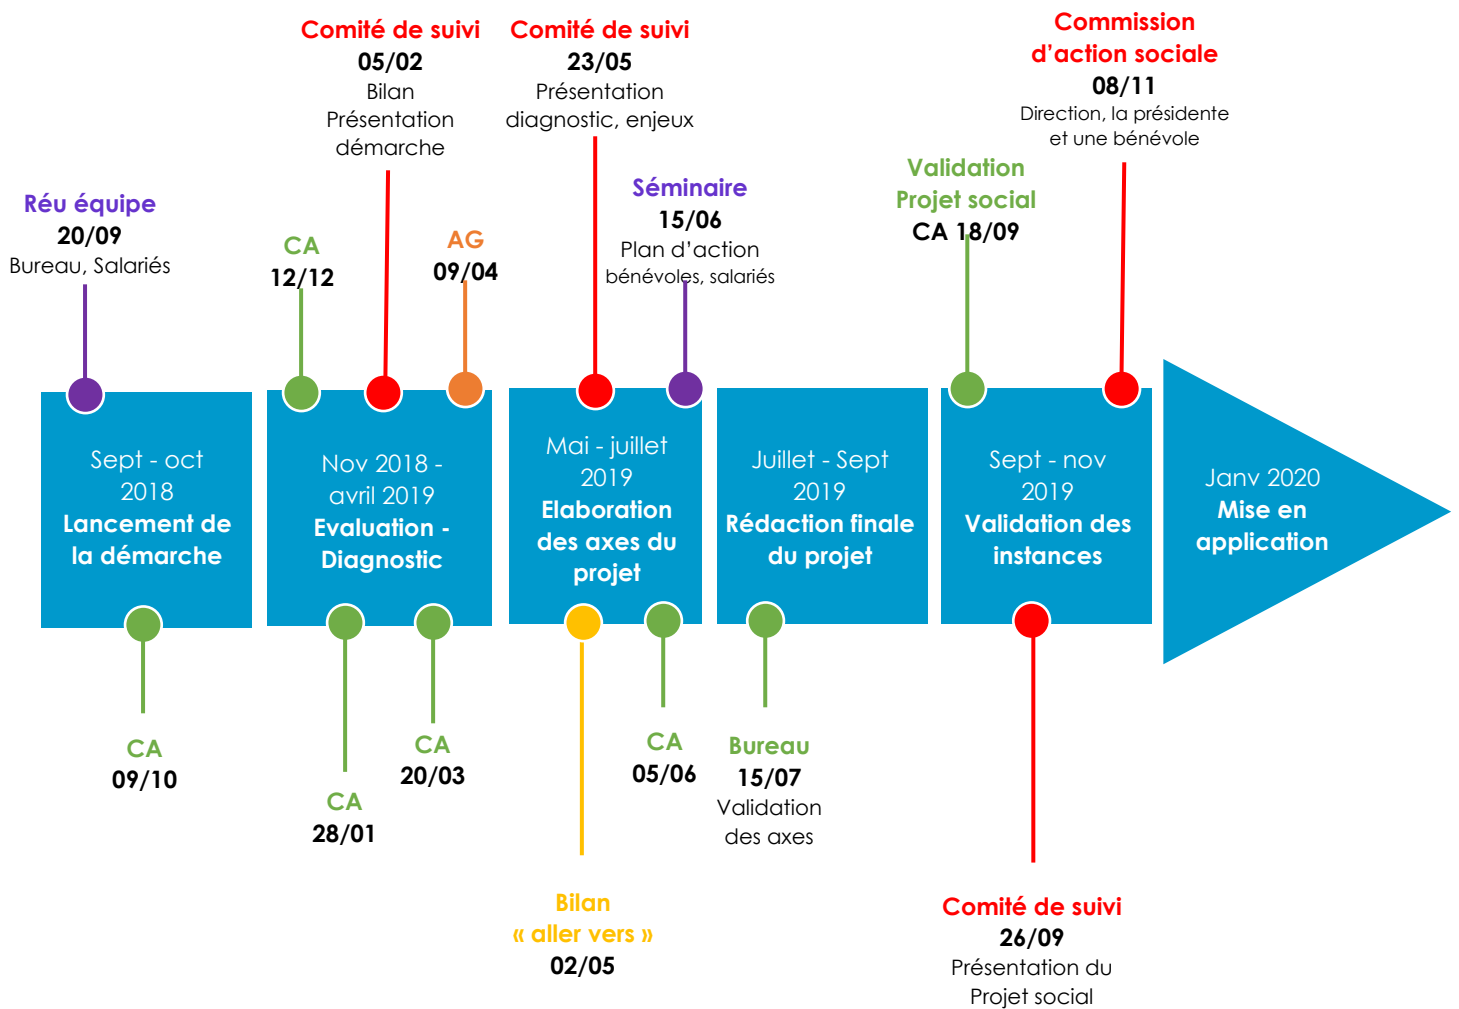 Réu équipe
20/09
Bureau, Salariés
CA
12/12
Comité de suivi
05/02
Bilan
Présentation
démarche
AG
09/04
Comité de suivi
23/05
Présentation
diagnostic, enjeux
Séminaire
15/06
Plan d’action
bénévoles, salariés
Validation
Projet social
CA 18/09
Commission
d’action sociale
08/11
Direction, la présidente
et une bénévole
Sept - oct
2018
Lancement de
la démarche
Nov 2018 -
avril 2019
Evaluation -
Diagnostic
Mai - juillet
2019
Elaboration
des axes du
projet
Juillet - Sept
2019
Rédaction finale
du projet
Sept - nov
2019
Validation des
instances
Janv 2020
Mise en
application
CA
09/10
CA
28/01
CA
20/03
Bilan
« aller vers »
02/05
CA
05/06
Bureau
15/07
Validation
des axes
Comité de suivi
26/09
Présentation du
Projet social